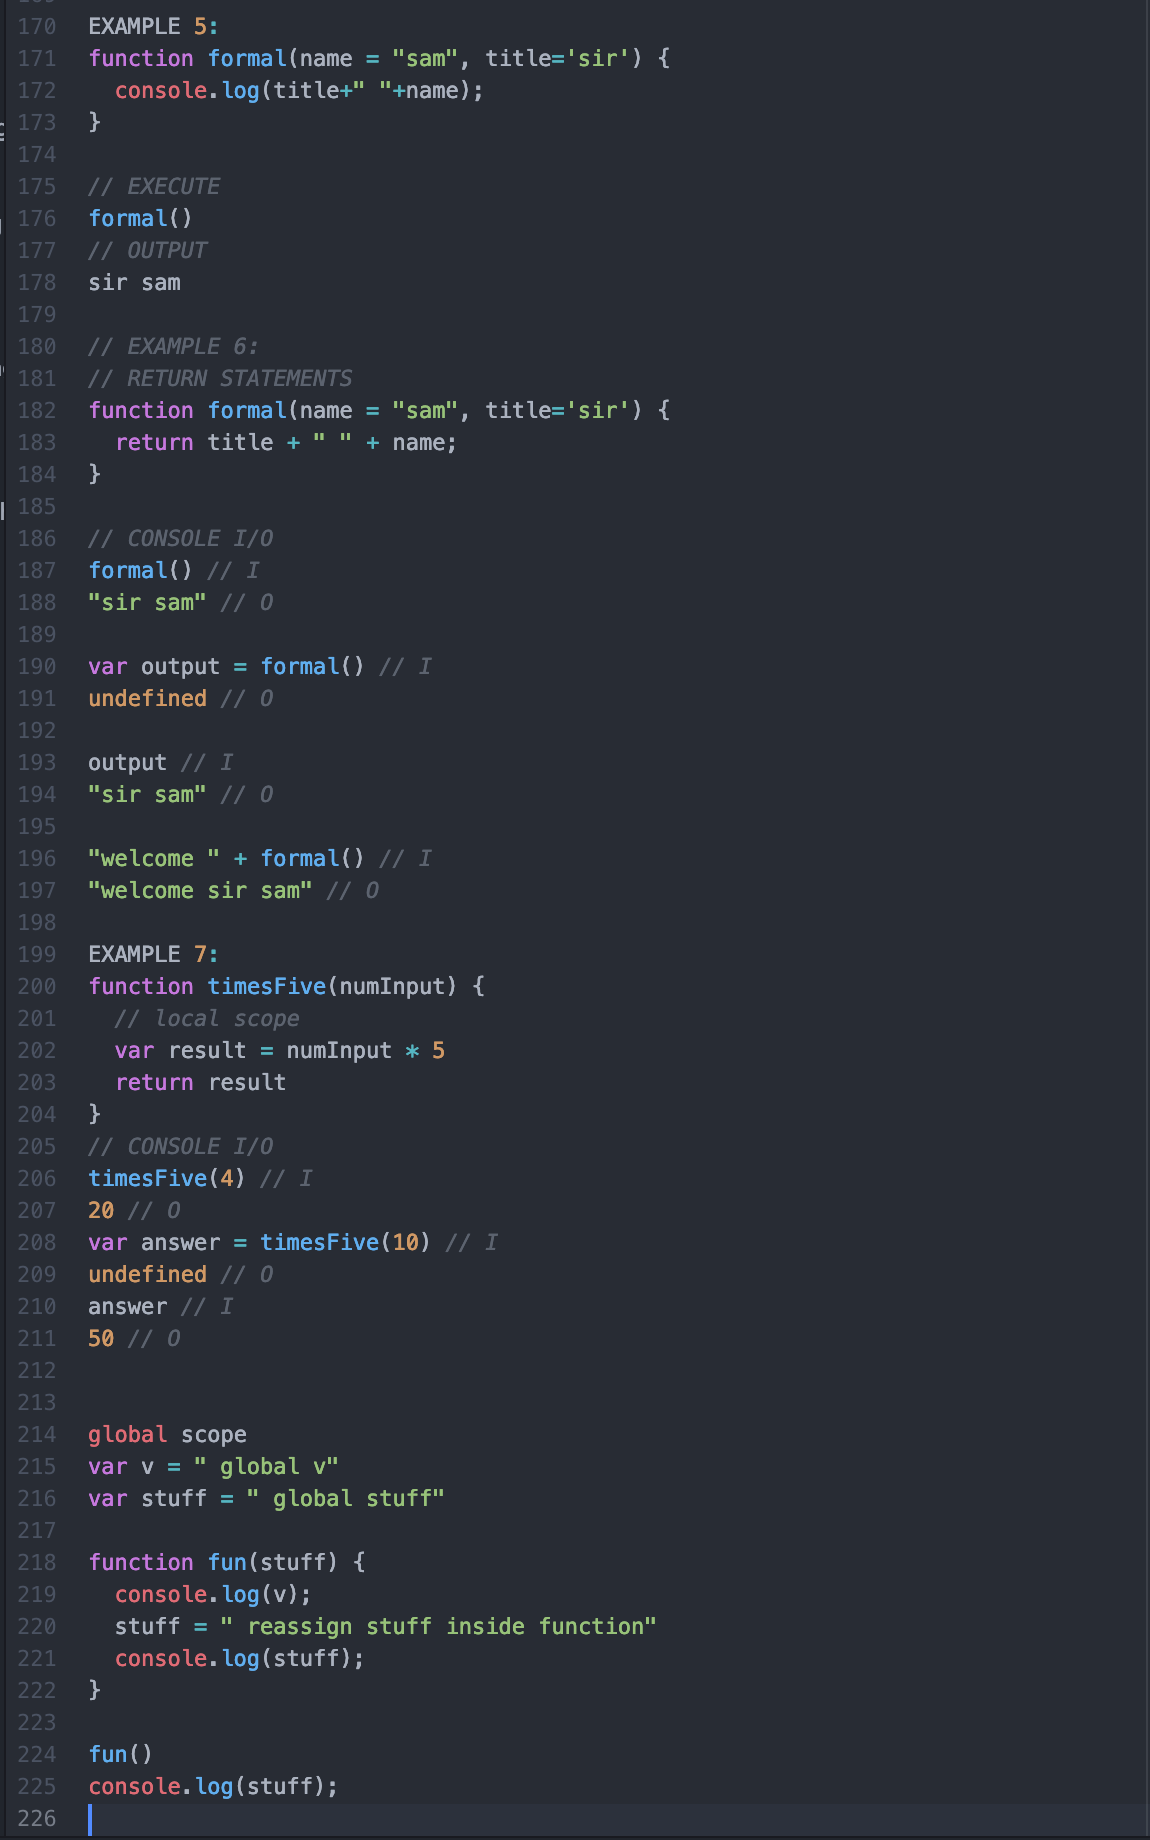 170 EXAMPLE 5:
171 function formal(name = "sam", title='sir') {
172   console.log(title+" "+name);
173 }
174
175 // EXECUTE
176 formal()
177 // OUTPUT
178 sir sam
179
180 // EXAMPLE 6:
181 // RETURN STATEMENTS
182 function formal(name = "sam", title='sir') {
183   return title + " " + name;
184 }
185
186 // CONSOLE I/O
187 formal() // I
188 "sir sam" // O
189
190 var output = formal() // I
191 undefined // O
192
193 output // I
194 "sir sam" // O
195
196 "welcome " + formal() // I
197 "welcome sir sam" // O
198
199 EXAMPLE 7:
200 function timesFive(numInput) {
201   // local scope
202   var result = numInput * 5
203   return result
204 }
205 // CONSOLE I/O
206 timesFive(4) // I
207 20 // O
208 var answer = timesFive(10) // I
209 undefined // O
210 answer // I
211 50 // O
212
213
214 global scope
215 var v = " global v"
216 var stuff = " global stuff"
217
218 function fun(stuff) {
219   console.log(v);
220   stuff = " reassign stuff inside function"
221   console.log(stuff);
222 }
223
224 fun()
225 console.log(stuff);
226